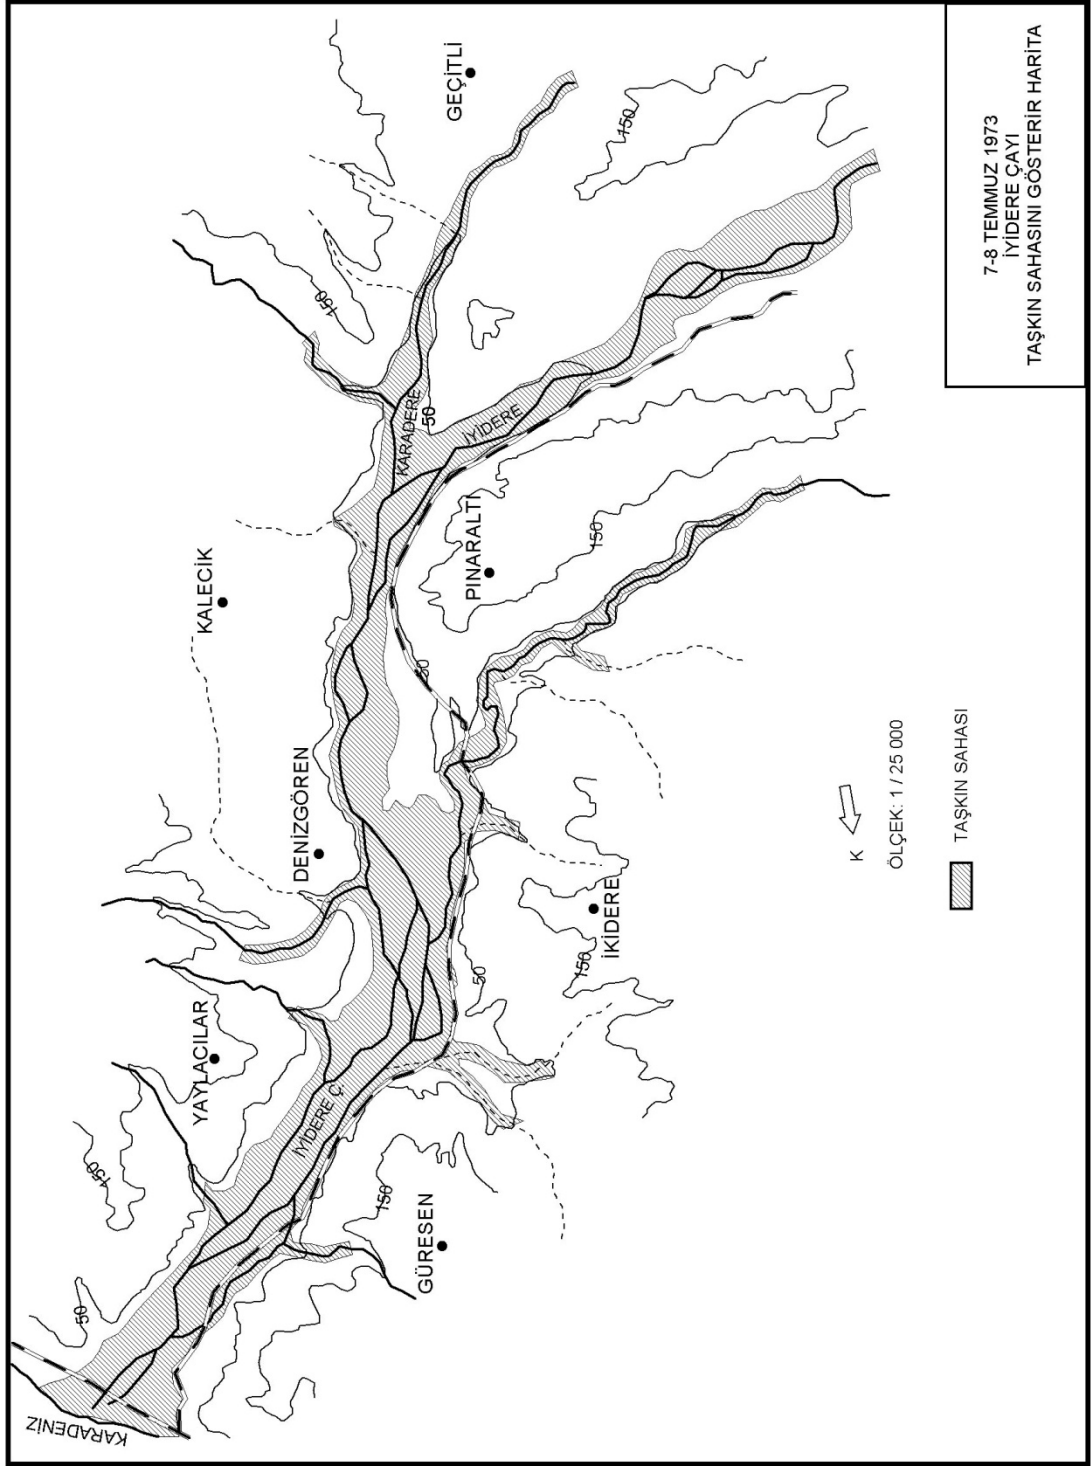 7-8 TEMMUZ 1973
İYİDERE ÇAYI
TAŞKIN SAHASINI GÖSTERİR HARİTA
KARADENİZ
50
150
YAYLACILAR
GÜRESEN
150
İYİDERE Ç.
DENİZGÖREN
KALECİK
50
150
İKİDERE
50
PINARALTI
150
KARADERE
50
İYİDERE
150
GEÇİTLİ
150
K
ÖLÇEK: 1 / 25 000
TAŞKIN SAHASI